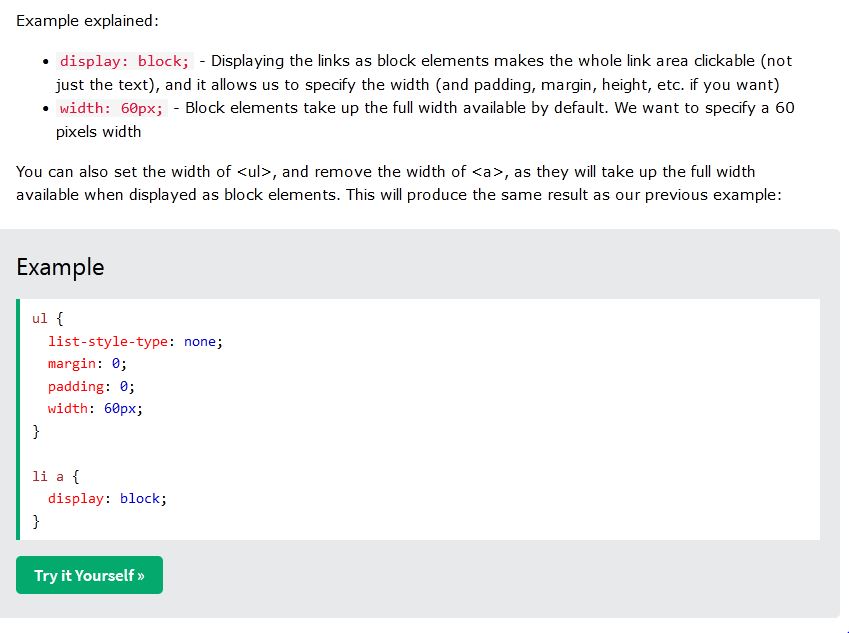 Example explained:
• display: block; - Displaying the links as block elements makes the whole link area clickable (not
just the text), and it allows us to specify the width (and padding, margin, height, etc. if you want)
• width: 60px; - Block elements take up the full width available by default. We want to specify a 60
pixels width
You can also set the width of <ul>, and remove the width of <a>, as they will take up the full width
available when displayed as block elements. This will produce the same result as our previous example:
Example
ul {
  list-style-type: none;
  margin: 0;
  padding: 0;
  width: 60px;
}
li a {
  display: block;
}
Try it Yourself »